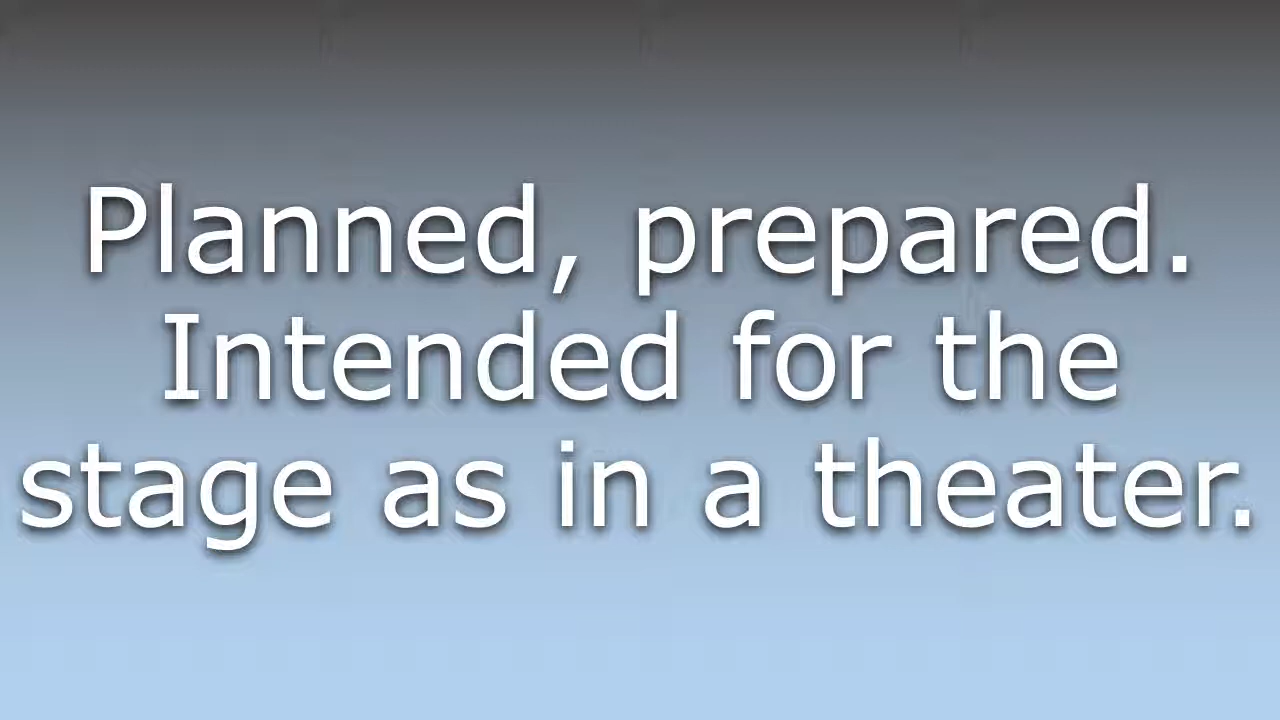 Planned, prepared.
Intended for the
stage as in a theater.